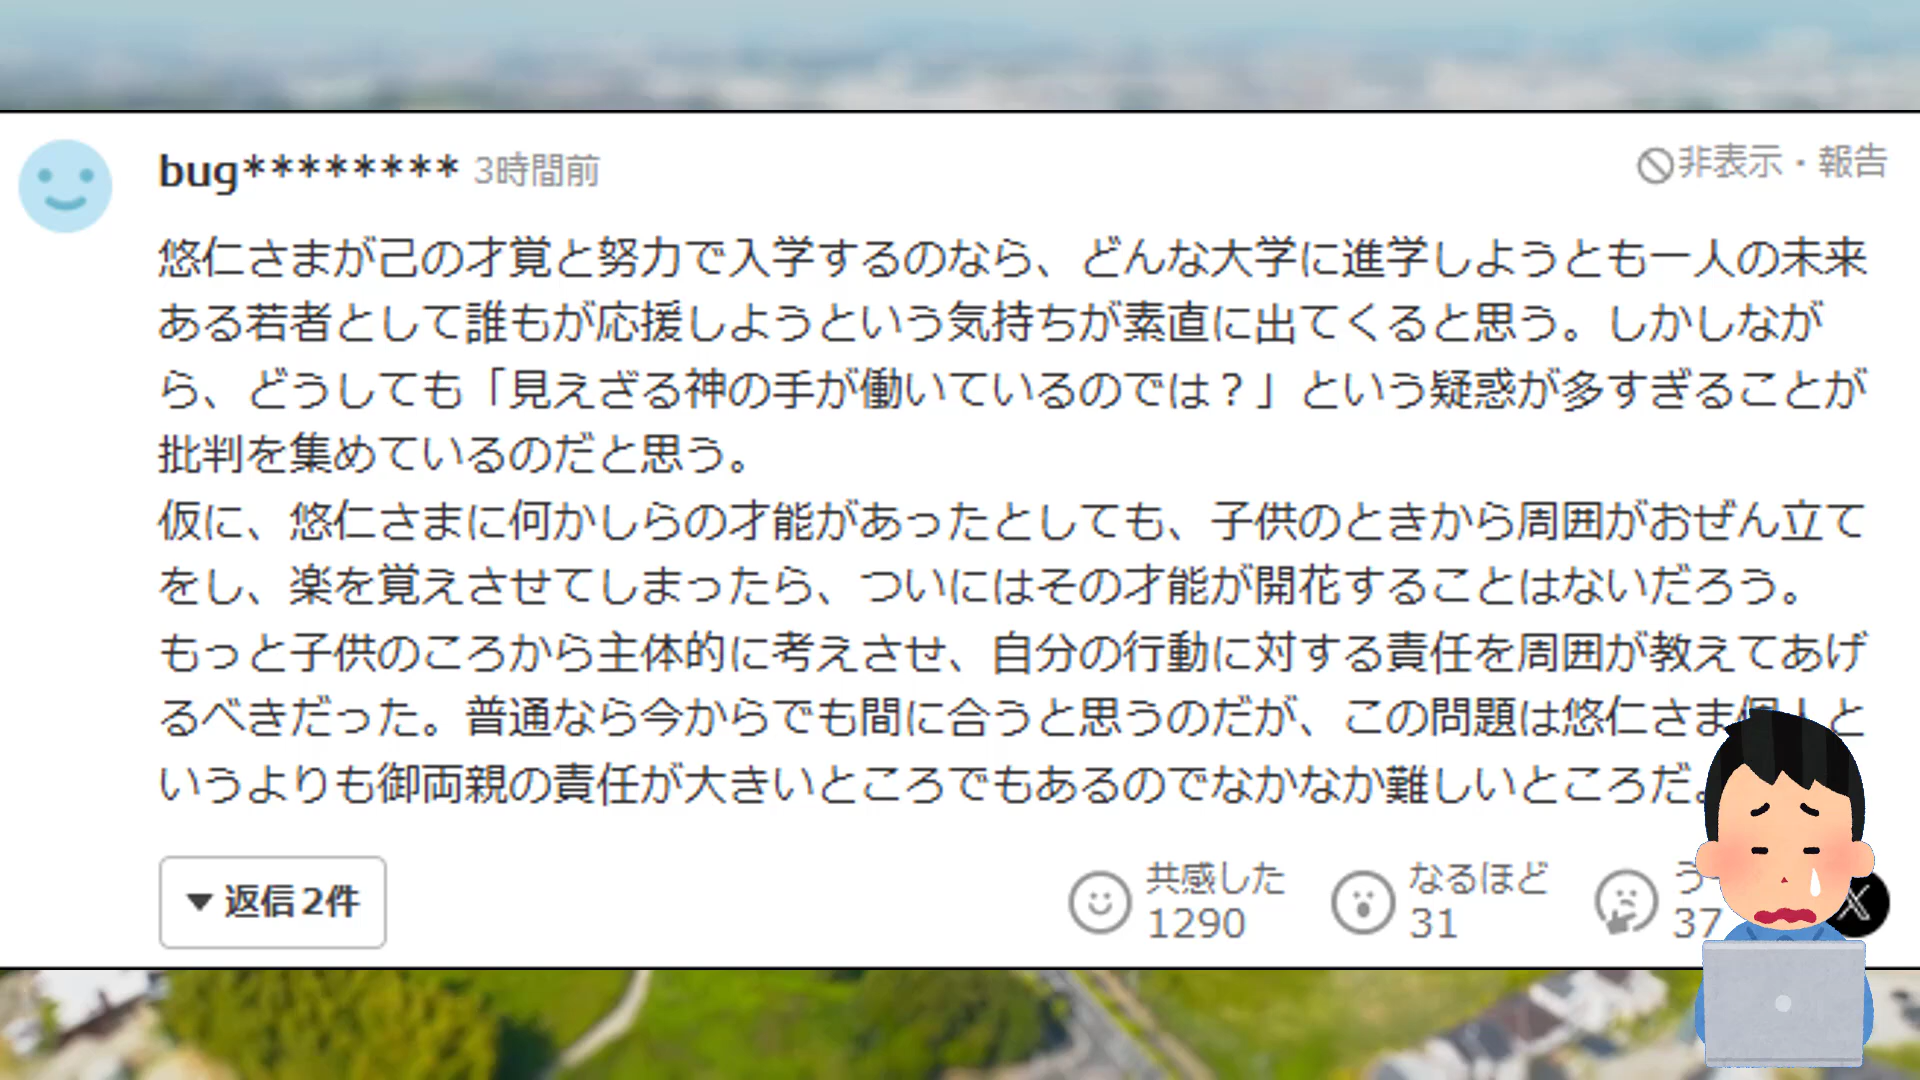 bug******** 3時間前
非表示・報告
悠仁さまが己の才覚と努力で入学するのなら、どんな大学に進学しようとも一人の未来
ある若者として誰もが応援しようという気持ちが素直に出てくると思う。しかしなが
ら、どうしても「見えざる神の手が働いているのでは？」という疑惑が多すぎることが
批判を集めているのだと思う。
仮に、悠仁さまに何かしらの才能があったとしても、子供のときから周囲がおぜん立て
をし、楽を覚えさせてしまったら、ついにはその才能が開花することはないだろう。
もっと子供のころから主体的に考えさせ、自分の行動に対する責任を周囲が教えてあげ
るべきだった。普通なら今からでも間に合うと思うのだが、この問題は悠仁さま個人と
いうよりも御両親の責任が大きいところでもあるのでなかなか難しいところだ。
返信2件
共感した
1290
なるほど
31
う
37
X